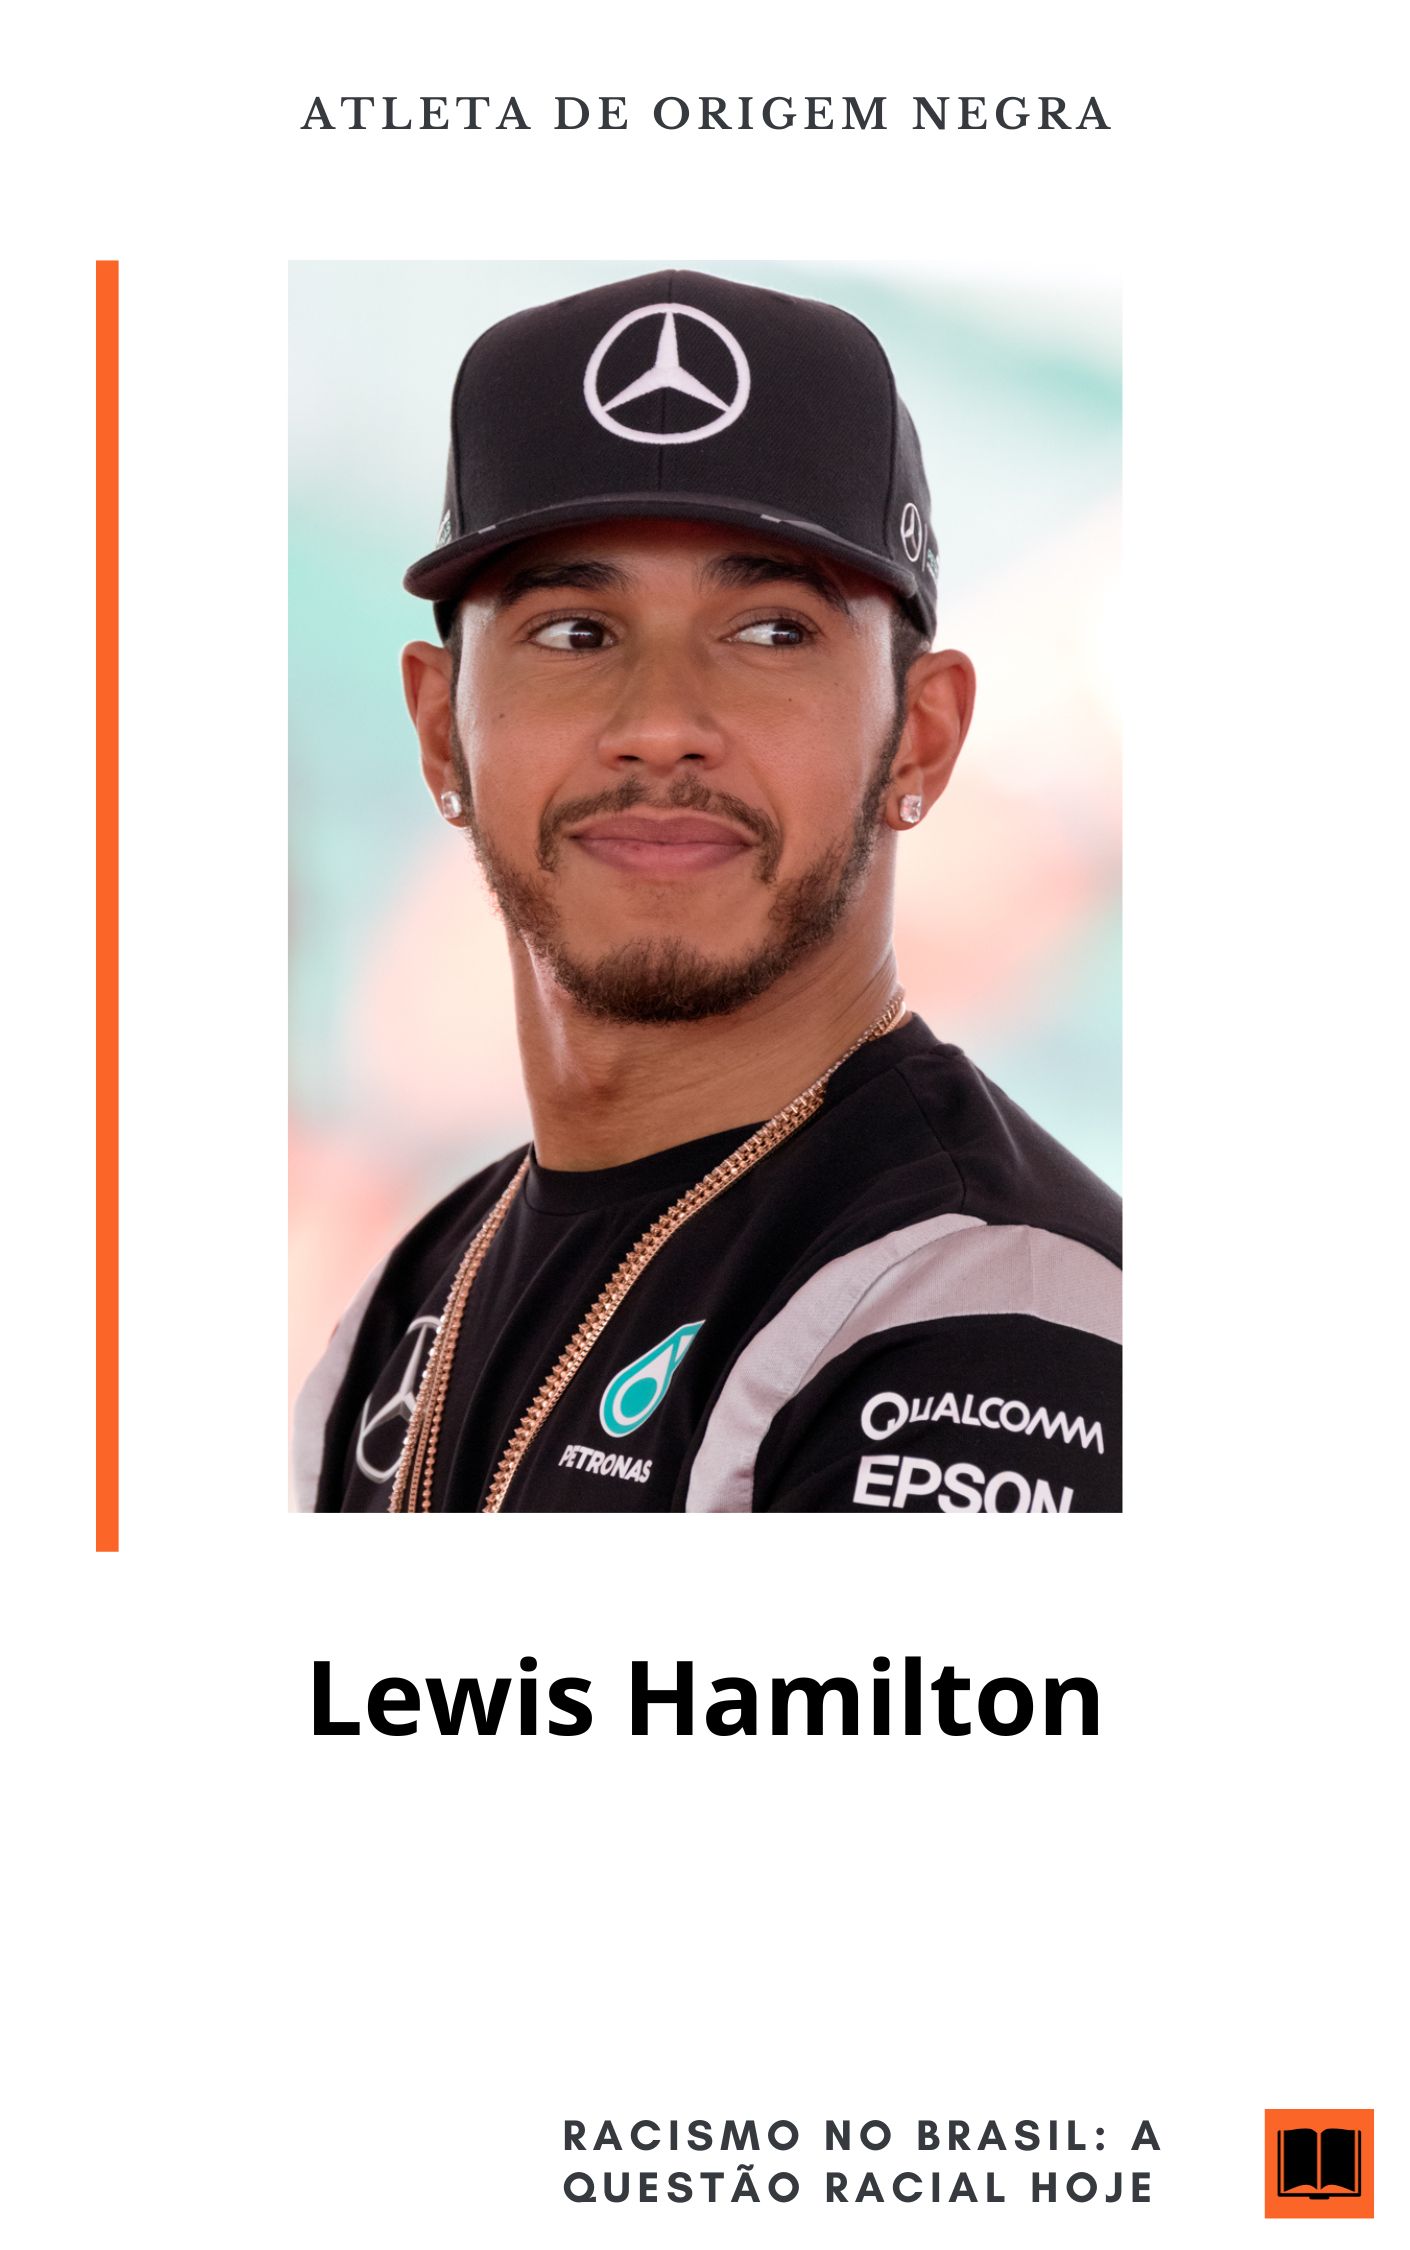 ATLETA DE ORIGEM NEGRA
PETRONAS
QUALCOMM
EPSON
Lewis Hamilton
RACISMO NO BRASIL: A
QUESTÃO RACIAL HOJE